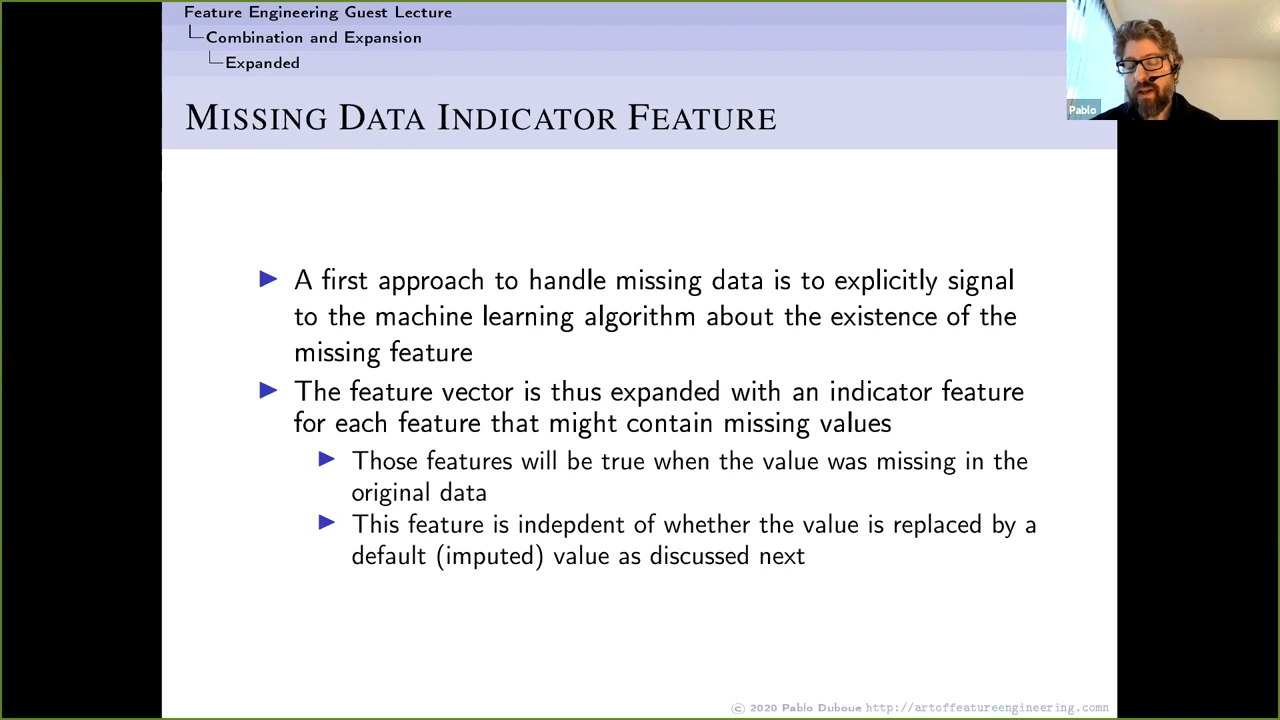 Feature Engineering Guest Lecture
Combination and Expansion
Expanded
MISSING DATA INDICATOR FEATURE
Pablo
A first approach to handle missing data is to explicitly signal
to the machine learning algorithm about the existence of the
missing feature
The feature vector is thus expanded with an indicator feature
for each feature that might contain missing values
Those features will be true when the value was missing in the
original data
This feature is indepdent of whether the value is replaced by a
default (imputed) value as discussed next
© 2020 Pablo Duboue http://artoffeatureengineering.comn